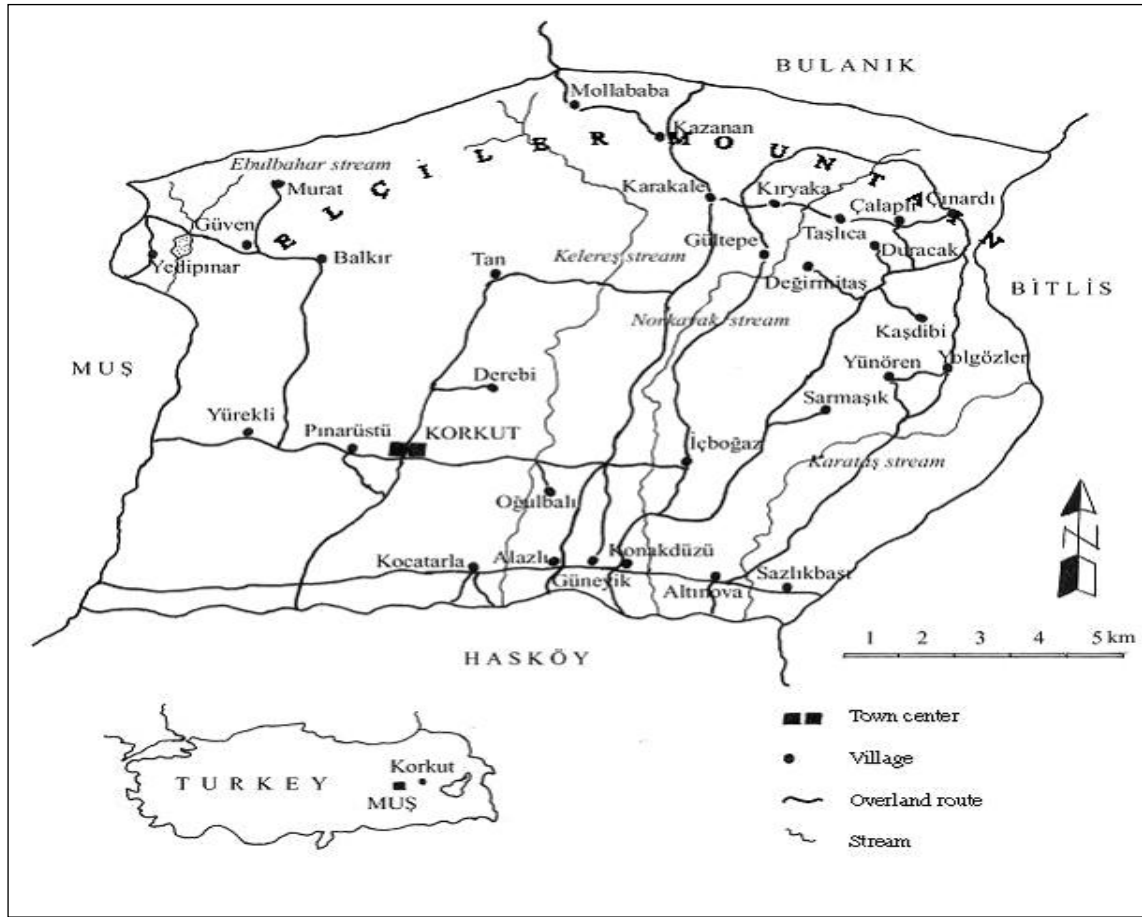 BULANIK
Mollababa
Kazanan
ELÇİLER MOUNTAIN
Ebulbahar stream
Murat
Karakale
Kıryaka
Çalaplı
Çınardı
Güven
Taşlıca
Yedipınar
Balkır
Tan
Kelereş stream
Gültepe
Duracak
Değirmitaş
BİTLİS
Norkavak stream
Kaşdibi
MUŞ
Derebi
Yünören
Yolgözler
Sarmaşık
Yürekli
Pınarüstü
KORKUT
İçboğaz
Karataş stream
Oğulbalı
Kocatarla
Alazlı
Konakdüzü
Güneyik
Altınova
Sazlıkbaşı
N
1 2 3 4 5 km
HASKÖY
Town center
Village
Overland route
Stream
TURKEY
Korkut
MUŞ